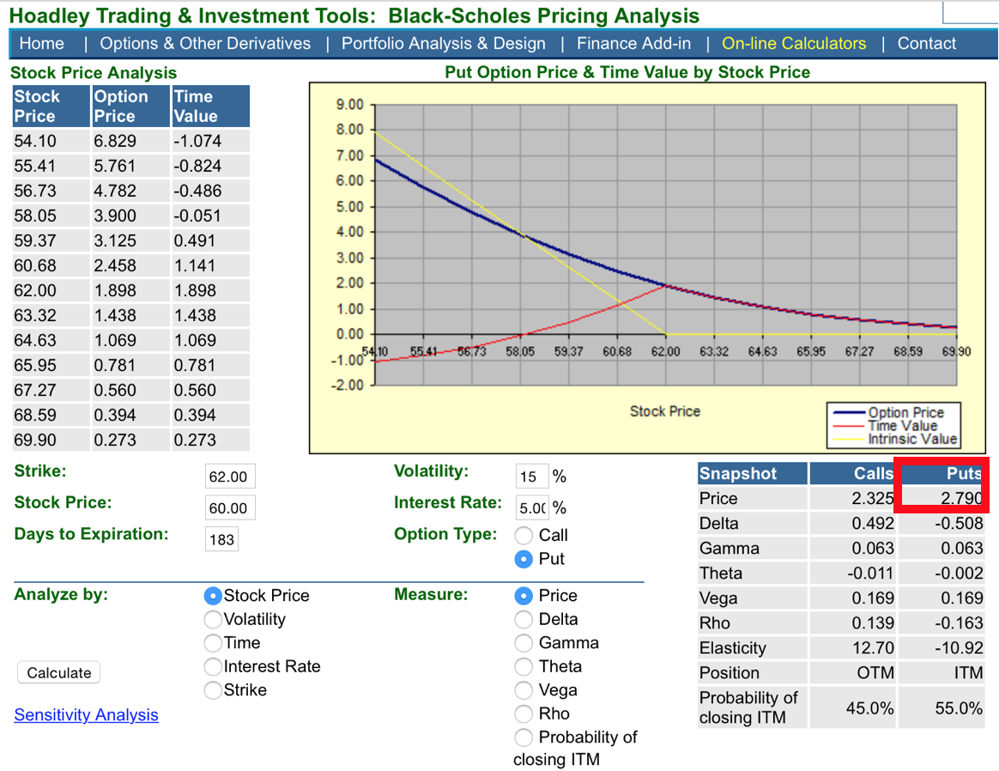 Hoadley Trading & Investment Tools: Black-Scholes Pricing Analysis
Home | Options & Other Derivatives | Portfolio Analysis & Design | Finance Add-in | On-line Calculators | Contact
Stock Price Analysis
Stock Price Option Price Time Value
54.10 6.829 -1.074
55.41 5.761 -0.824
56.73 4.782 -0.486
58.05 3.900 -0.051
59.37 3.125 0.491
60.68 2.458 1.141
62.00 1.898 1.898
63.32 1.438 1.438
64.63 1.069 1.069
65.95 0.781 0.781
67.27 0.560 0.560
68.59 0.394 0.394
69.90 0.273 0.273
Put Option Price & Time Value by Stock Price
9.00
8.00
7.00
6.00
5.00
4.00
3.00
2.00
1.00
0.00
-1.00
-2.00
54.10 55.41 56.73 58.05 59.37 60.68 62.00 63.32 64.63 65.95 67.27 68.59 69.90
Stock Price
Option Price
Time Value
Intrinsic Value
Strike: 62.00
Stock Price: 60.00
Days to Expiration: 183
Volatility: 15 %
Interest Rate: 5.00 %
Option Type: Call
Put
Analyze by: Stock Price
Volatility
Time
Interest Rate
Strike
Calculate
Sensitivity Analysis
Measure: Price
Delta
Gamma
Theta
Vega
Rho
Probability of
closing ITM
Snapshot Calls Puts
Price 2.325 2.790
Delta 0.492 -0.508
Gamma 0.063 0.063
Theta -0.011 -0.002
Vega 0.169 0.169
Rho 0.139 -0.163
Elasticity 12.70 -10.92
Position OTM ITM
Probability of closing ITM 45.0% 55.0%